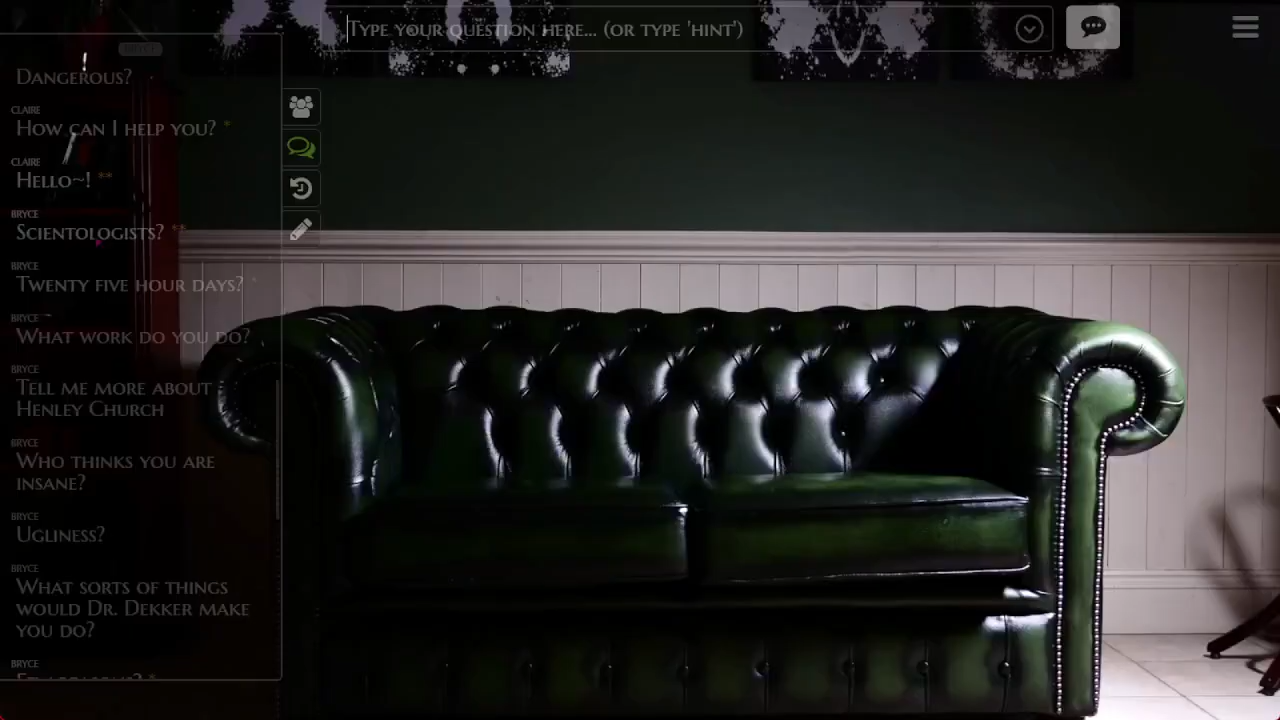 Type your question here... (or type 'hint')
BRYCE
Dangerous?
CLAIRE
How can I help you? *
CLAIRE
Hello~! **
BRYCE
Scientologists? **
BRYCE
Twenty five hour days?
BRYCE
What work do you do?
BRYCE
Tell me more about
Henley Church
BRYCE
Who thinks you are
insane?
BRYCE
Ugliness?
BRYCE
What sorts of things
would Dr. Dekker make
you do?
BRYCE